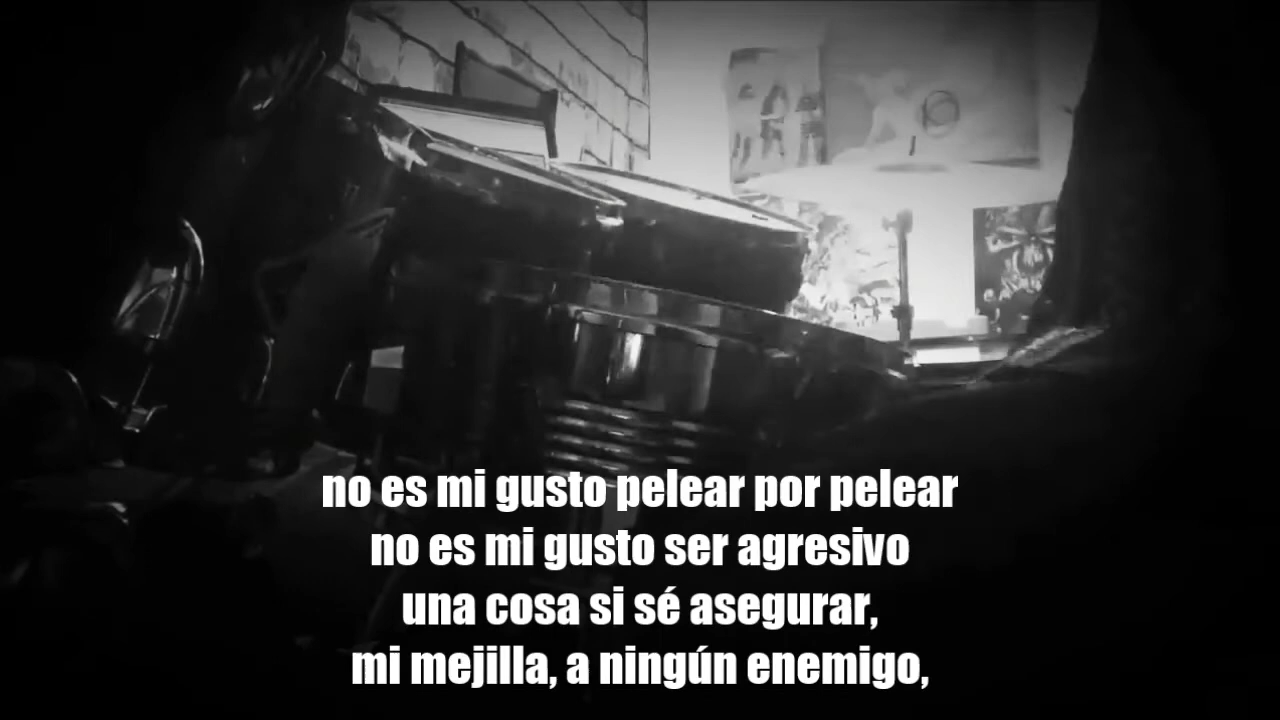 no es mi gusto pelear por pelear
no es mi gusto ser agresivo
una cosa si sé asegurar,
mi mejilla, a ningún enemigo,